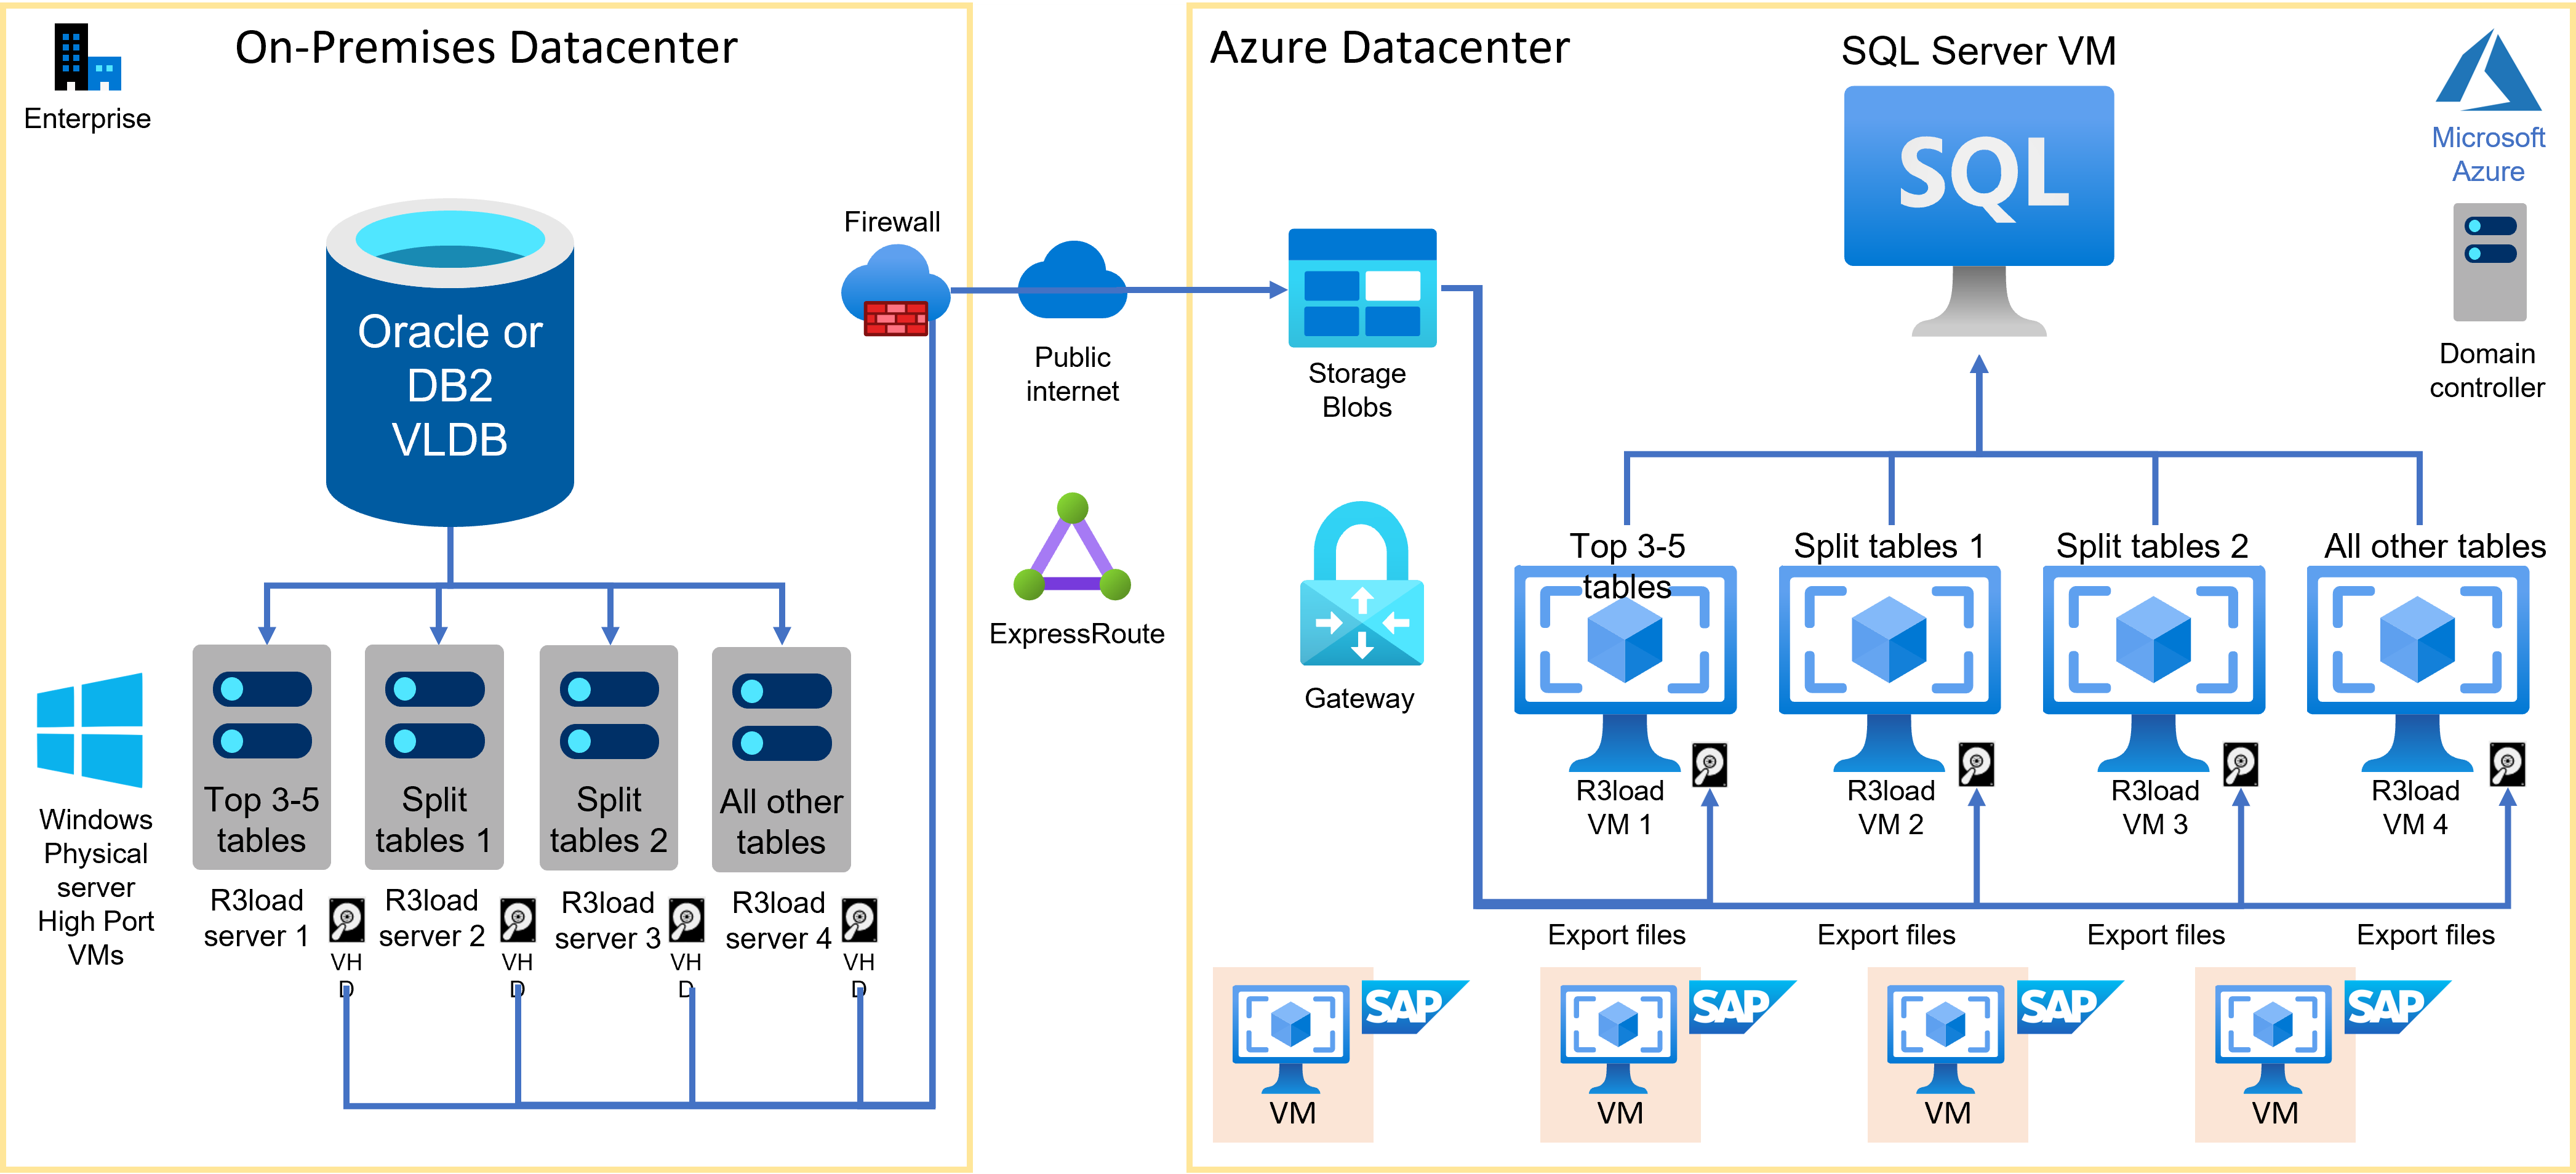 On-Premises Datacenter
Enterprise
Oracle or
DB2
VLDB
Firewall
Windows
Physical
server
High Port
VMs
Top 3-5
tables
Split
tables 1
Split
tables 2
All other
tables
R3load
server 1
R3load
server 2
R3load
server 3
R3load
server 4
VH
D
VH
D
VH
D
VH
D
Public
internet
ExpressRoute
Azure Datacenter
SQL Server VM
SQL
Microsoft
Azure
Domain
controller
Storage
Blobs
Gateway
Top 3-5
tables
Split tables 1
Split tables 2
All other tables
R3load
VM 1
R3load
VM 2
R3load
VM 3
R3load
VM 4
Export files
Export files
Export files
Export files
SAP
VM
SAP
VM
SAP
VM
SAP
VM